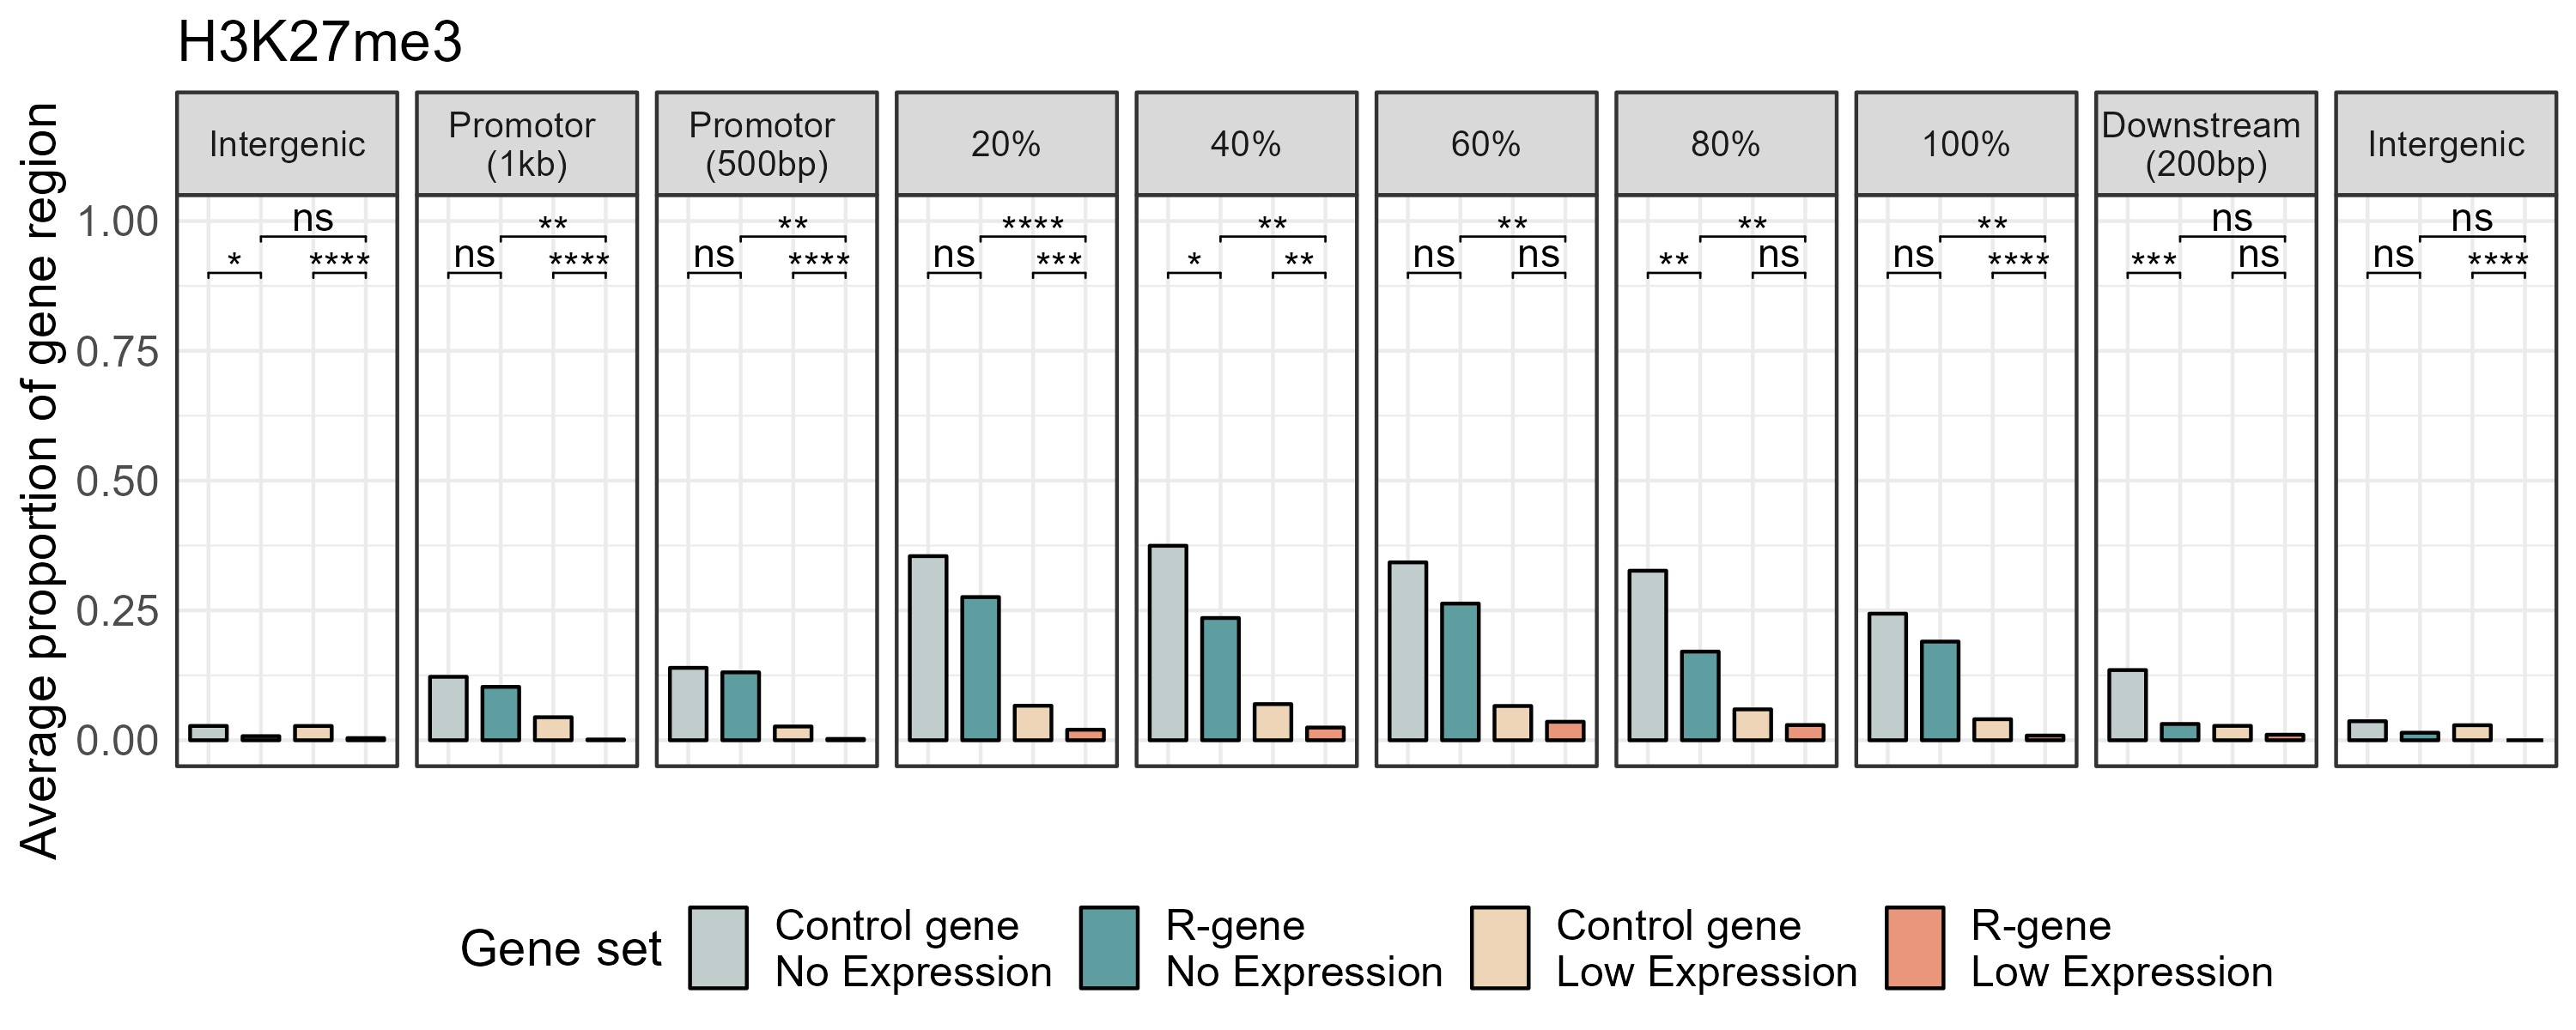 H3K27me3
Average proportion of gene region
Intergenic
Promotor
(1kb)
Promotor
(500bp)
20%
40%
60%
80%
100%
Downstream
(200bp)
Intergenic
1.00
0.75
0.50
0.25
0.00
ns
* ****
**
ns ****
**
ns ****
****
ns ***
**
* **
**
ns ns
**
** ns
**
ns ****
ns
*** ns
ns
ns ****
Gene set
Control gene
No Expression
R-gene
No Expression
Control gene
Low Expression
R-gene
Low Expression